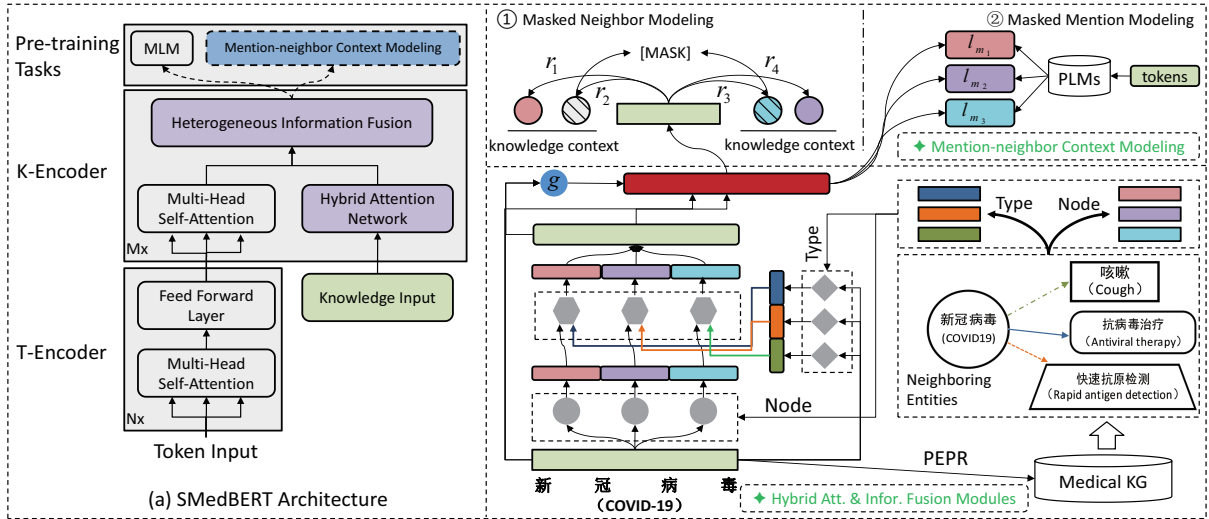 Pre-training
Tasks
MLM
Mention-neighbor Context Modeling
K-Encoder
Heterogeneous Information Fusion
Multi-Head
Self-Attention
Mx
Hybrid Attention
Network
Knowledge Input
T-Encoder
Feed Forward
Layer
Multi-Head
Self-Attention
Nx
Token Input
(a) SMedBERT Architecture
① Masked Neighbor Modeling
[MASK]
r1
r2
r3
r4
knowledge context
knowledge context
② Masked Mention Modeling
lm1
lm2
lm3
PLMs
tokens
✦ Mention-neighbor Context Modeling
g
Type
Node
Type
Node
新 冠 病 毒
(COVID-19)
PEPR
✦ Hybrid Att. & Infor. Fusion Modules
新冠病毒
(COVID19)
Neighboring
Entities
咳嗽
(Cough)
抗病毒治疗
(Antiviral therapy)
快速抗原检测
(Rapid antigen detection)
Medical KG